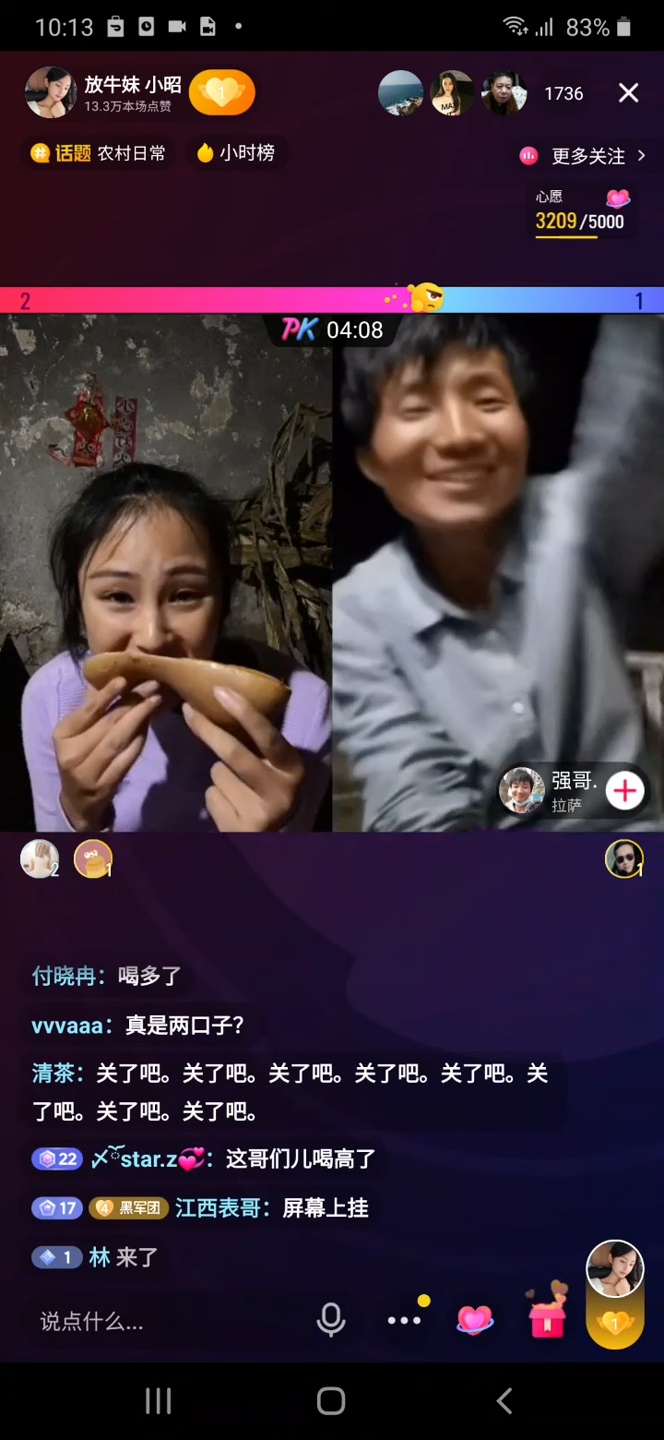 10:13
83%
放牛妹 小昭
13.3万本场点赞
1
1736
话题 农村日常
小时榜
更多关注
心愿
3209/5000
2
1
PK 04:08
强哥.
拉萨
2
1
1
付晓冉：喝多了
vvvaaa：真是两口子？
清茶：关了吧。关了吧。关了吧。关了吧。关了吧。关
了吧。关了吧。关了吧。
22 〆star.z💞：这哥们儿喝高了
17 4 黑军团 江西表哥：屏幕上挂
1 林 来了
说点什么...
1